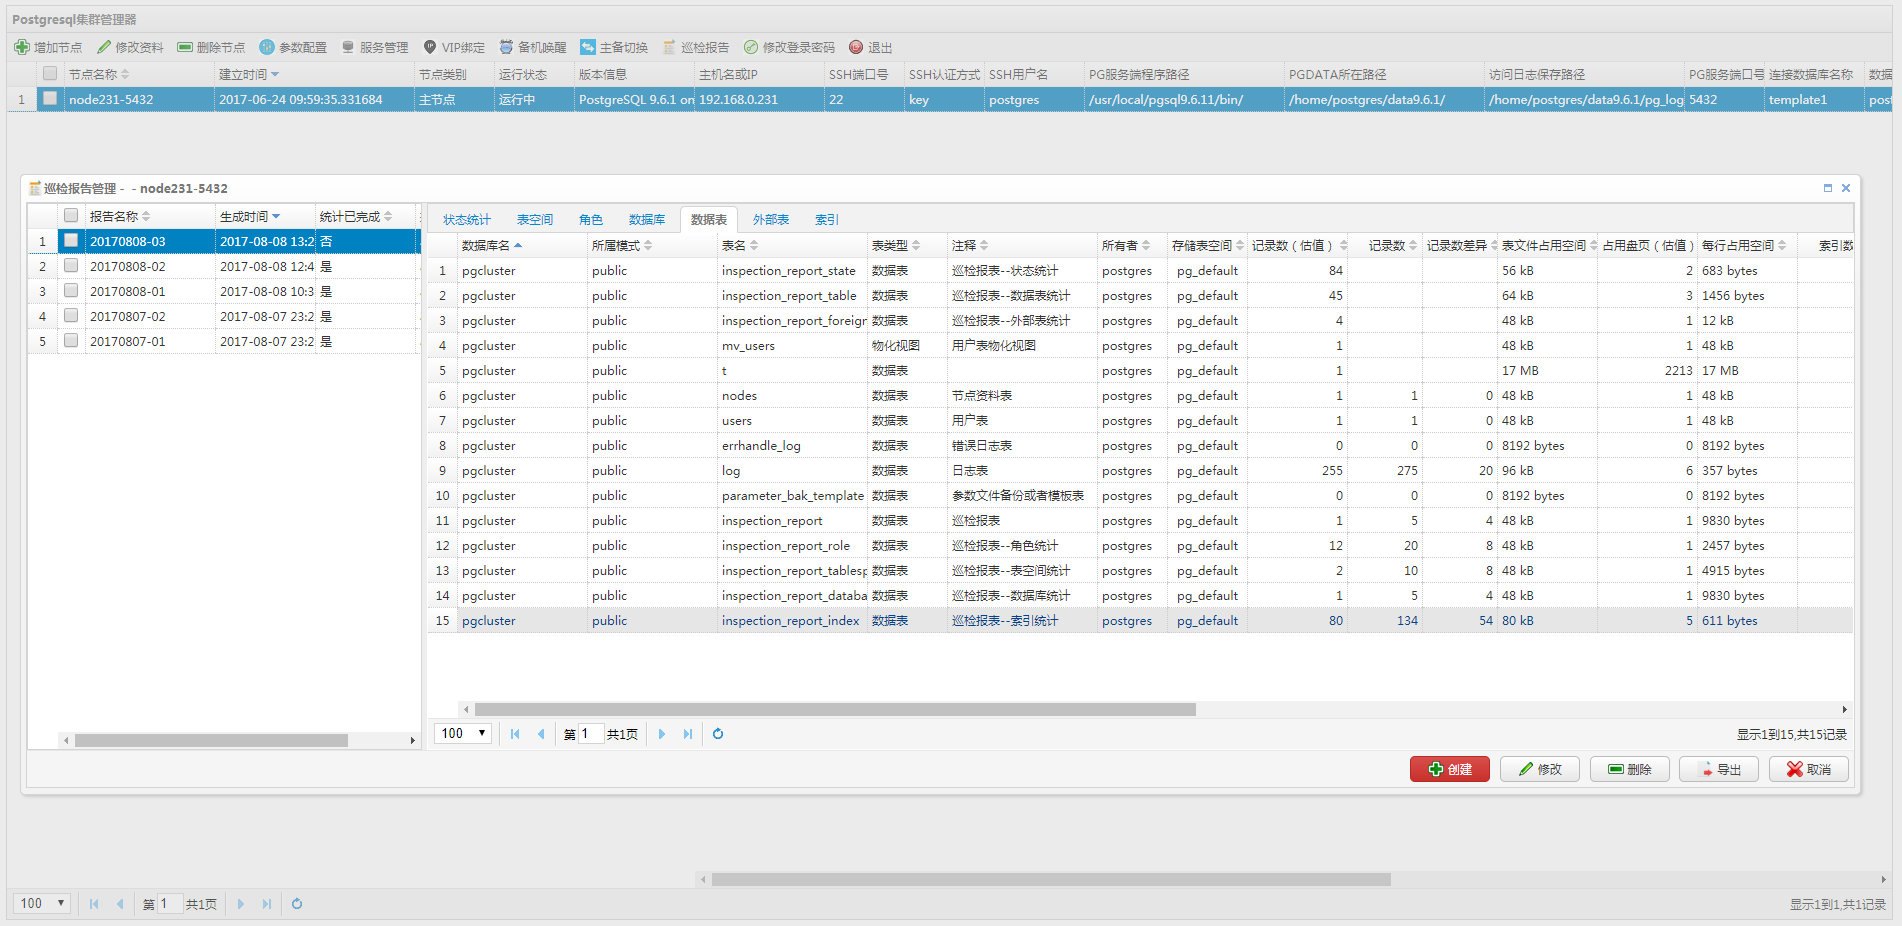 Postgresql集群管理器
增加节点 修改资料 删除节点 参数配置 服务管理 VIP绑定 备机唤醒 主备切换 巡检报告 修改登录密码 退出
节点名称 建立时间 节点类别 运行状态 版本信息 主机名或IP SSH端口号 SSH认证方式 SSH用户名 PG服务端程序路径 PGDATA所在路径 访问日志保存路径 PG服务端口号 连接数据库名称 数据
1 node231-5432 2017-06-24 09:59:35.331684 主节点 运行中 PostgreSQL 9.6.1 on 192.168.0.231 22 key postgres /usr/local/pgsql9.6.11/bin/ /home/postgres/data9.6.1/ /home/postgres/data9.6.1/pg_log 5432 template1 post
巡检报告管理 - - node231-5432
报告名称 生成时间 统计已完成
1 20170808-03 2017-08-08 13:2 否
2 20170808-02 2017-08-08 12:4 是
3 20170808-01 2017-08-08 10:3 是
4 20170807-02 2017-08-07 23:2 是
5 20170807-01 2017-08-07 23:2 是
状态统计 表空间 角色 数据库 数据表 外部表 索引
数据库名 所属模式 表名 表类型 注释 所有者 存储表空间 记录数（估值） 记录数 记录数差异 表文件占用空间 占用盘页（估值） 每行占用空间 索引数
1 pgcluster public inspection_report_state 数据表 巡检报表--状态统计 postgres pg_default 84 56 kB 2 683 bytes
2 pgcluster public inspection_report_table 数据表 巡检报表--数据表统计 postgres pg_default 45 64 kB 3 1456 bytes
3 pgcluster public inspection_report_foreign 数据表 巡检报表--外部表统计 postgres pg_default 4 48 kB 1 12 kB
4 pgcluster public mv_users 物化视图 用户表物化视图 postgres pg_default 1 48 kB 1 48 kB
5 pgcluster public t 数据表 postgres pg_default 1 17 MB 2213 17 MB
6 pgcluster public nodes 数据表 节点资料表 postgres pg_default 1 1 0 48 kB 1 48 kB
7 pgcluster public users 数据表 用户表 postgres pg_default 1 1 0 48 kB 1 48 kB
8 pgcluster public errhandle_log 数据表 错误日志表 postgres pg_default 0 0 0 8192 bytes 0 8192 bytes
9 pgcluster public log 数据表 日志表 postgres pg_default 255 275 20 96 kB 6 357 bytes
10 pgcluster public parameter_bak_template 数据表 参数文件备份或者模板表 postgres pg_default 0 0 0 8192 bytes 0 8192 bytes
11 pgcluster public inspection_report 数据表 巡检报表 postgres pg_default 1 5 4 48 kB 1 9830 bytes
12 pgcluster public inspection_report_role 数据表 巡检报表--角色统计 postgres pg_default 12 20 8 48 kB 1 2457 bytes
13 pgcluster public inspection_report_tablesp 数据表 巡检报表--表空间统计 postgres pg_default 2 10 8 48 kB 1 4915 bytes
14 pgcluster public inspection_report_databa 数据表 巡检报表--数据库统计 postgres pg_default 1 5 4 48 kB 1 9830 bytes
15 pgcluster public inspection_report_index 数据表 巡检报表--索引统计 postgres pg_default 80 134 54 80 kB 5 611 bytes
100 第 1 共1页 显示1到15,共15记录
创建 修改 删除 导出 取消
100 第 1 共1页 显示1到1,共1记录